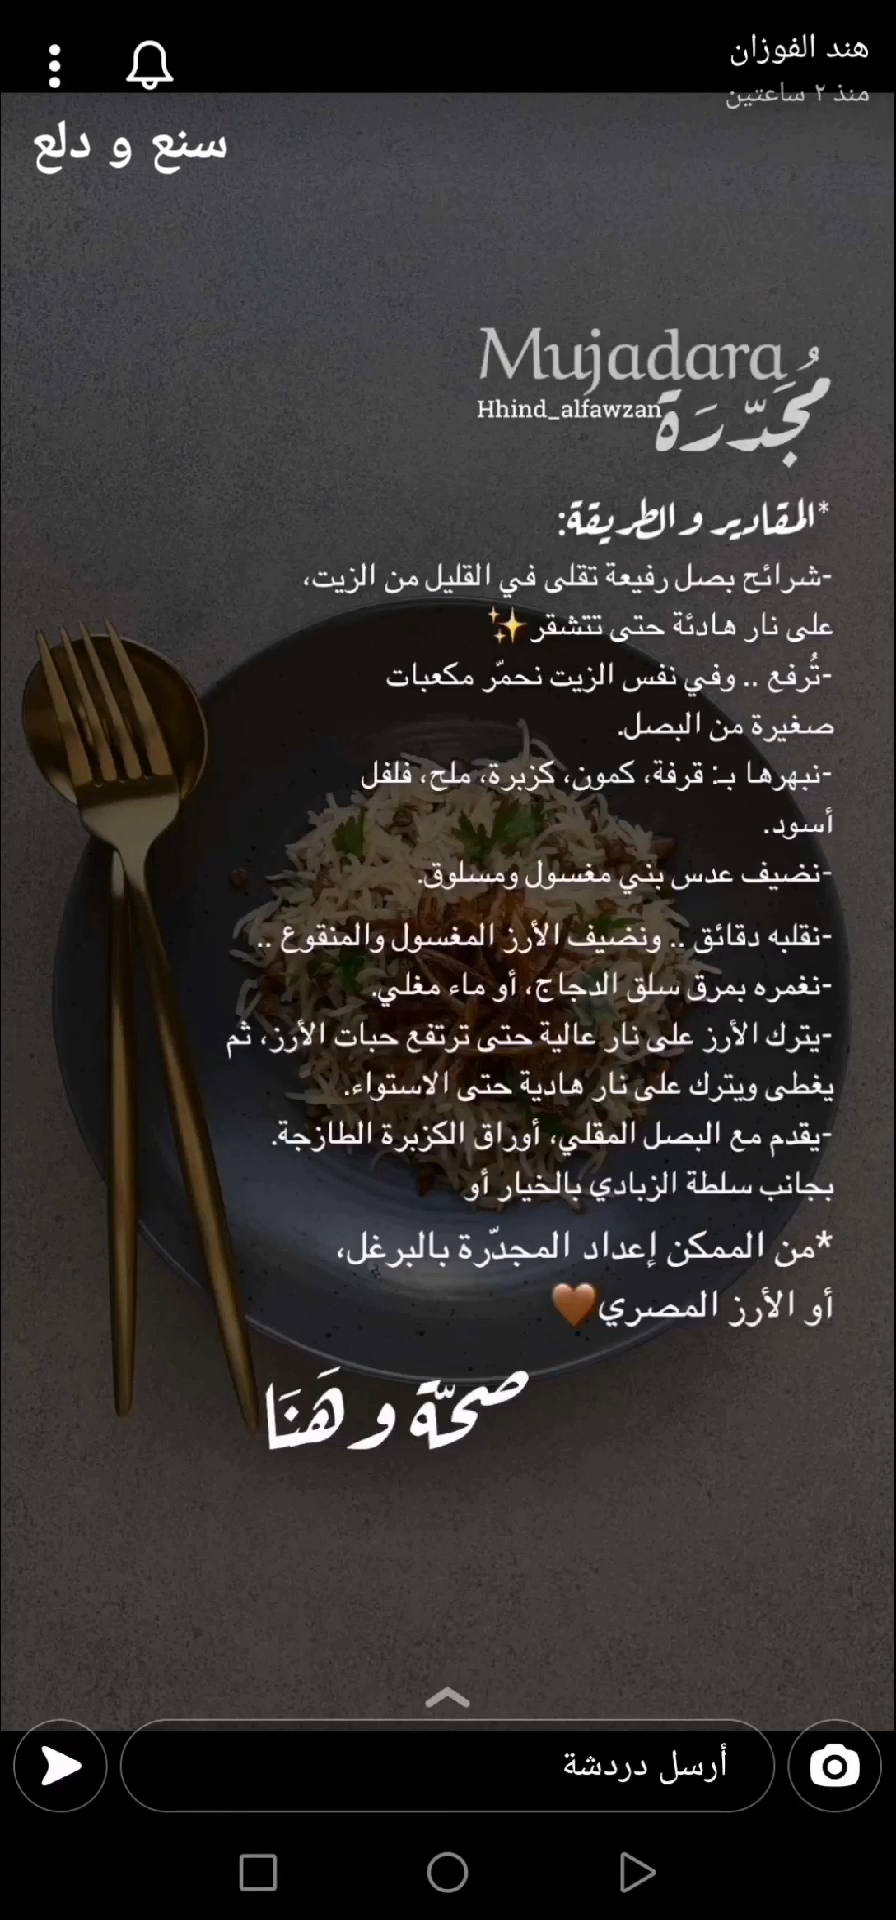 هند الفوزان
منذ ٢ ساعتين
سنع و دلع
Mujadara
مُجَدّرَة
Hhind_alfawzan
*المقادير و الطريقة:
-شرائح بصل رفيعة تقلى في القليل من الزيت،
على نار هادئة حتى تتشقر✨
-تُرفع .. وفي نفس الزيت نحمّر مكعبات
صغيرة من البصل.
-نبهرها بـ: قرفة، كمون، كزبرة، ملح، فلفل
أسود.
-نضيف عدس بني مغسول ومسلوق.
-نقلبه دقائق .. ونضيف الأرز المغسول والمنقوع ..
-نغمره بمرق سلق الدجاج، أو ماء مغلي.
-يترك الأرز على نار عالية حتى ترتفع حبات الأرز، ثم
يغطى ويترك على نار هادية حتى الاستواء.
-يقدم مع البصل المقلي، أوراق الكزبرة الطازجة.
بجانب سلطة الزبادي بالخيار أو
*من الممكن إعداد المجدّرة بالبرغل،
أو الأرز المصري🤎
صحّة و هَنَا
أرسل دردشة